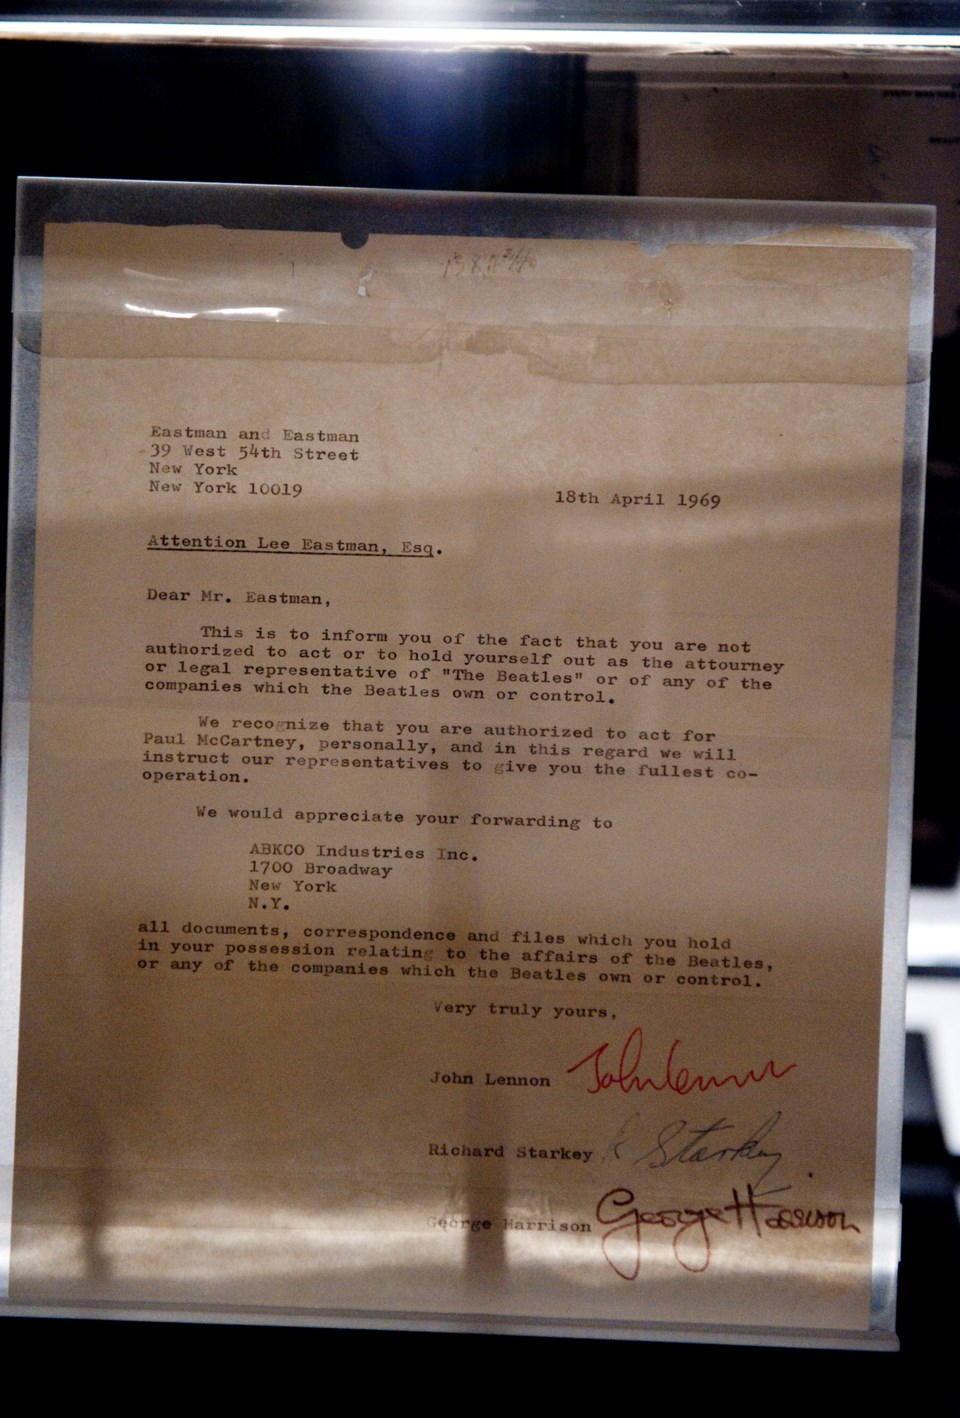 Eastman and Eastman
39 West 54th Street
New York
New York 10019
18th April 1969
Attention Lee Eastman, Esq.
Dear Mr. Eastman,
This is to inform you of the fact that you are not
authorized to act or to hold yourself out as the attourney
or legal representative of "The Beatles" or of any of the
companies which the Beatles own or control.
We recognize that you are authorized to act for
Paul McCartney, personally, and in this regard we will
instruct our representatives to give you the fullest co-
operation.
We would appreciate your forwarding to
ABKCO Industries Inc.
1700 Broadway
New York
N.Y.
all documents, correspondence and files which you hold
in your possession relating to the affairs of the Beatles,
or any of the companies which the Beatles own or control.
Very truly yours,
John Lennon John Lennon
Richard Starkey R Starkey
George Harrison George Harrison